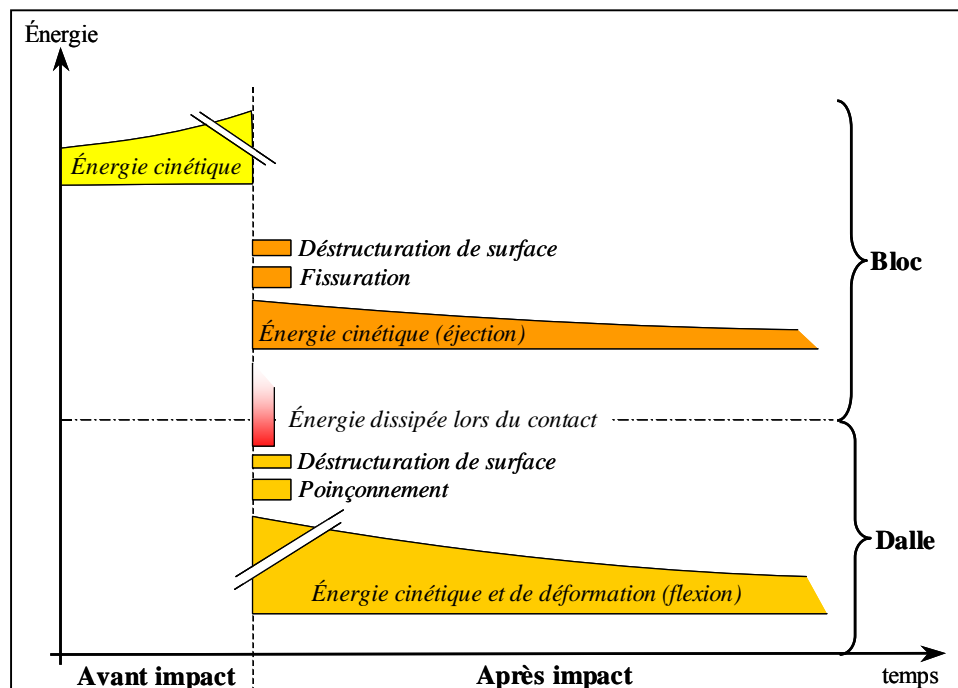 Énergie
Énergie cinétique
Déstructuration de surface
Fissuration
Bloc
Énergie cinétique (éjection)
Énergie dissipée lors du contact
Déstructuration de surface
Poinçonnement
Dalle
Énergie cinétique et de déformation (flexion)
Avant impact
Après impact
temps